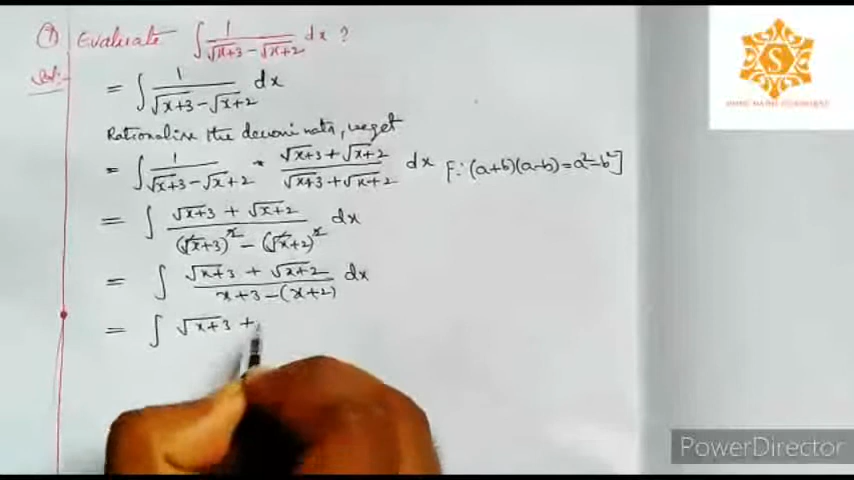 9) Evaluate ∫ 1/(√x+3 - √x+2) dx ?
Sol:-
= ∫ 1/(√x+3 - √x+2) dx
Rationalise the denominator, we get
= ∫ 1/(√x+3 - √x+2) * (√x+3 + √x+2)/(√x+3 + √x+2) dx [∵ (a+b)(a-b) = a²-b²]
= ∫ (√x+3 + √x+2)/((√x+3)² - (√x+2)²) dx
= ∫ (√x+3 + √x+2)/(x+3-(x+2)) dx
= ∫ √x+3 +
S
PowerDirector